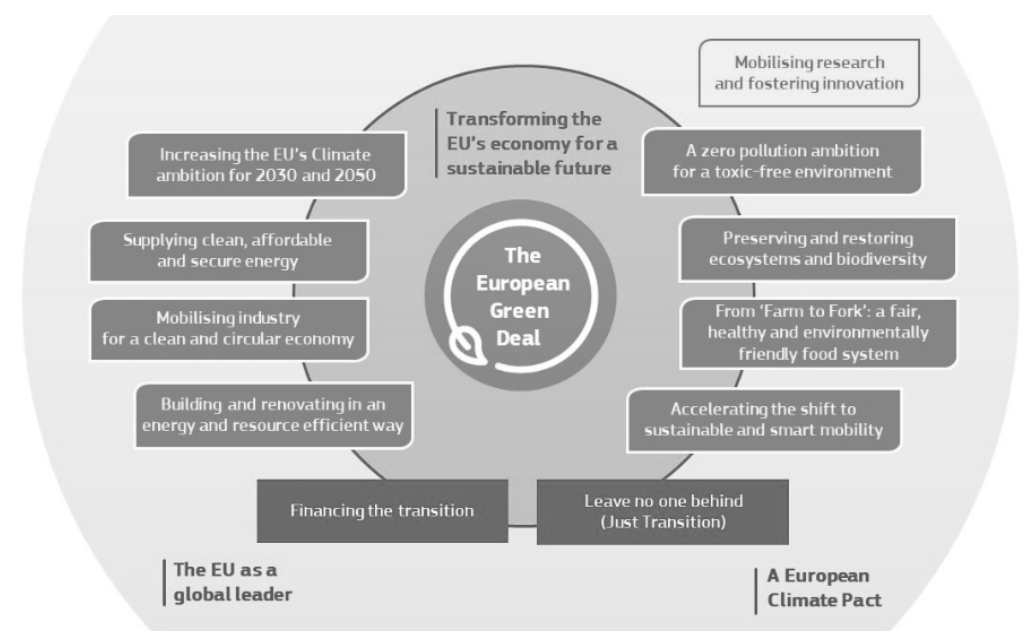 Mobilising research
and fostering innovation
Transforming the
EU's economy for a
sustainable future
Increasing the EU's Climate
ambition for 2030 and 2050
A zero pollution ambition
for a toxic-free environment
Supplying clean, affordable
and secure energy
Preserving and restoring
ecosystems and biodiversity
The
European
Green
Deal
Mobilising industry
for a clean and circular economy
From ‘Farm to Fork’: a fair,
healthy and environmentally
friendly food system
Building and renovating in an
energy and resource efficient way
Accelerating the shift to
sustainable and smart mobility
Financing the transition
Leave no one behind
(Just Transition)
The EU as a
global leader
A European
Climate Pact